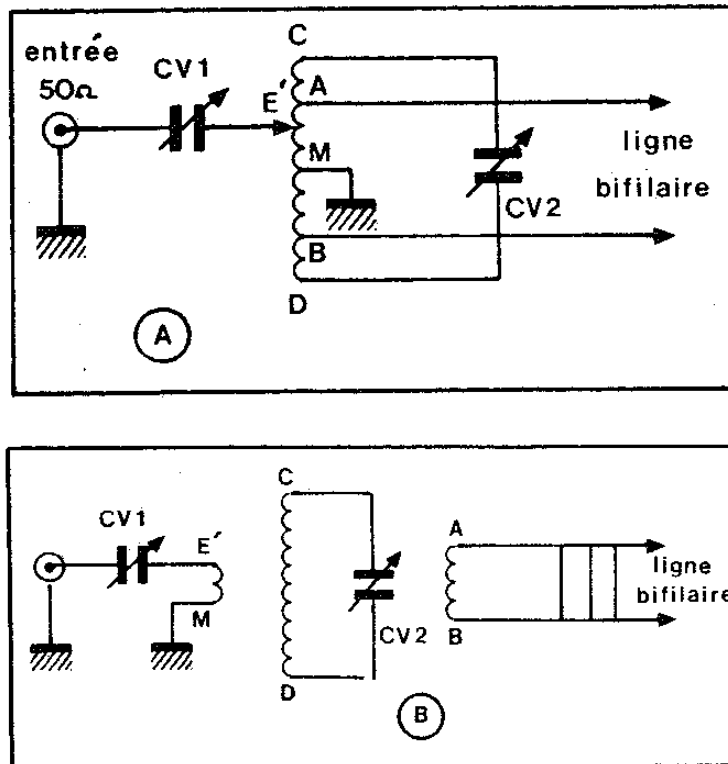 entrée
50Ω
CV1
E'
C
A
M
B
D
CV2
ligne
bifilaire
A
CV1
E'
M
C
D
CV2
A
B
ligne
bifilaire
B